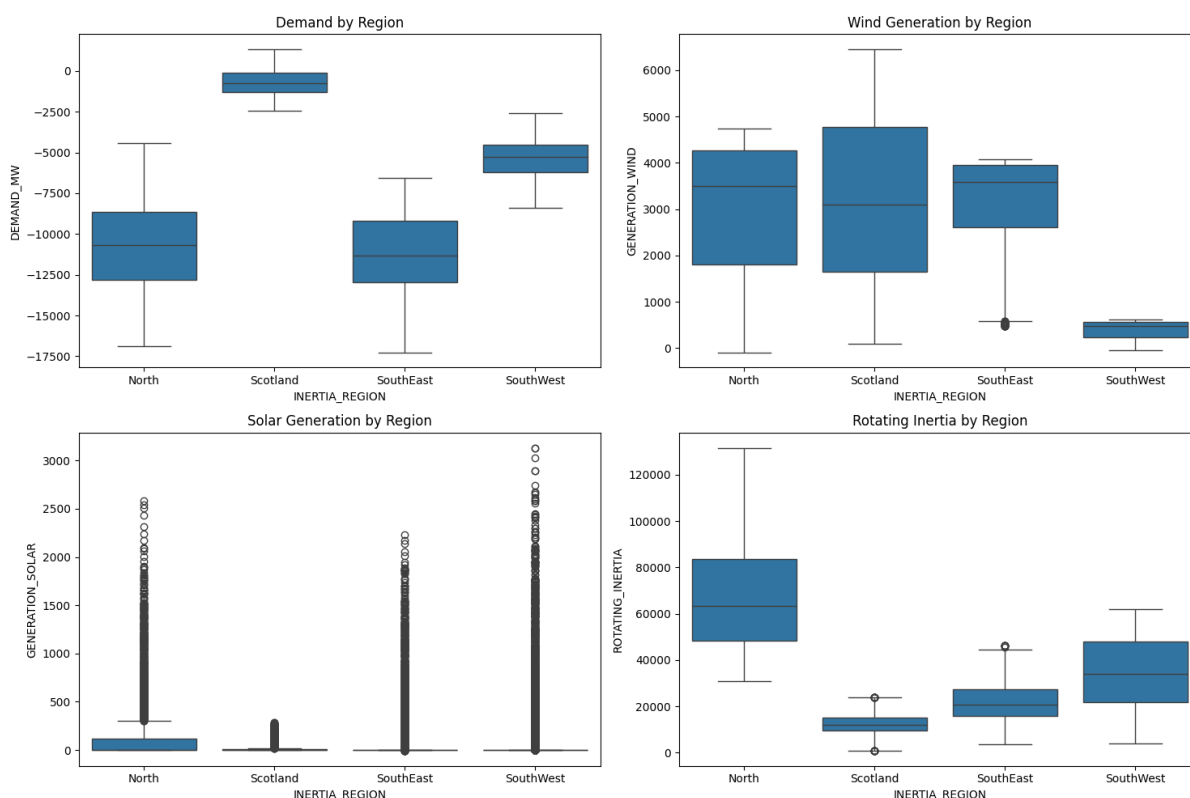 Demand by Region
DEMAND_MW
0
−2500
−5000
−7500
−10000
−12500
−15000
−17500
North
Scotland
SouthEast
SouthWest
INERTIA_REGION
Wind Generation by Region
GENERATION_WIND
6000
5000
4000
3000
2000
1000
0
North
Scotland
SouthEast
SouthWest
INERTIA_REGION
Solar Generation by Region
GENERATION_SOLAR
3000
2500
2000
1500
1000
500
0
North
Scotland
SouthEast
SouthWest
INERTIA_REGION
Rotating Inertia by Region
ROTATING_INERTIA
120000
100000
80000
60000
40000
20000
0
North
Scotland
SouthEast
SouthWest
INERTIA_REGION